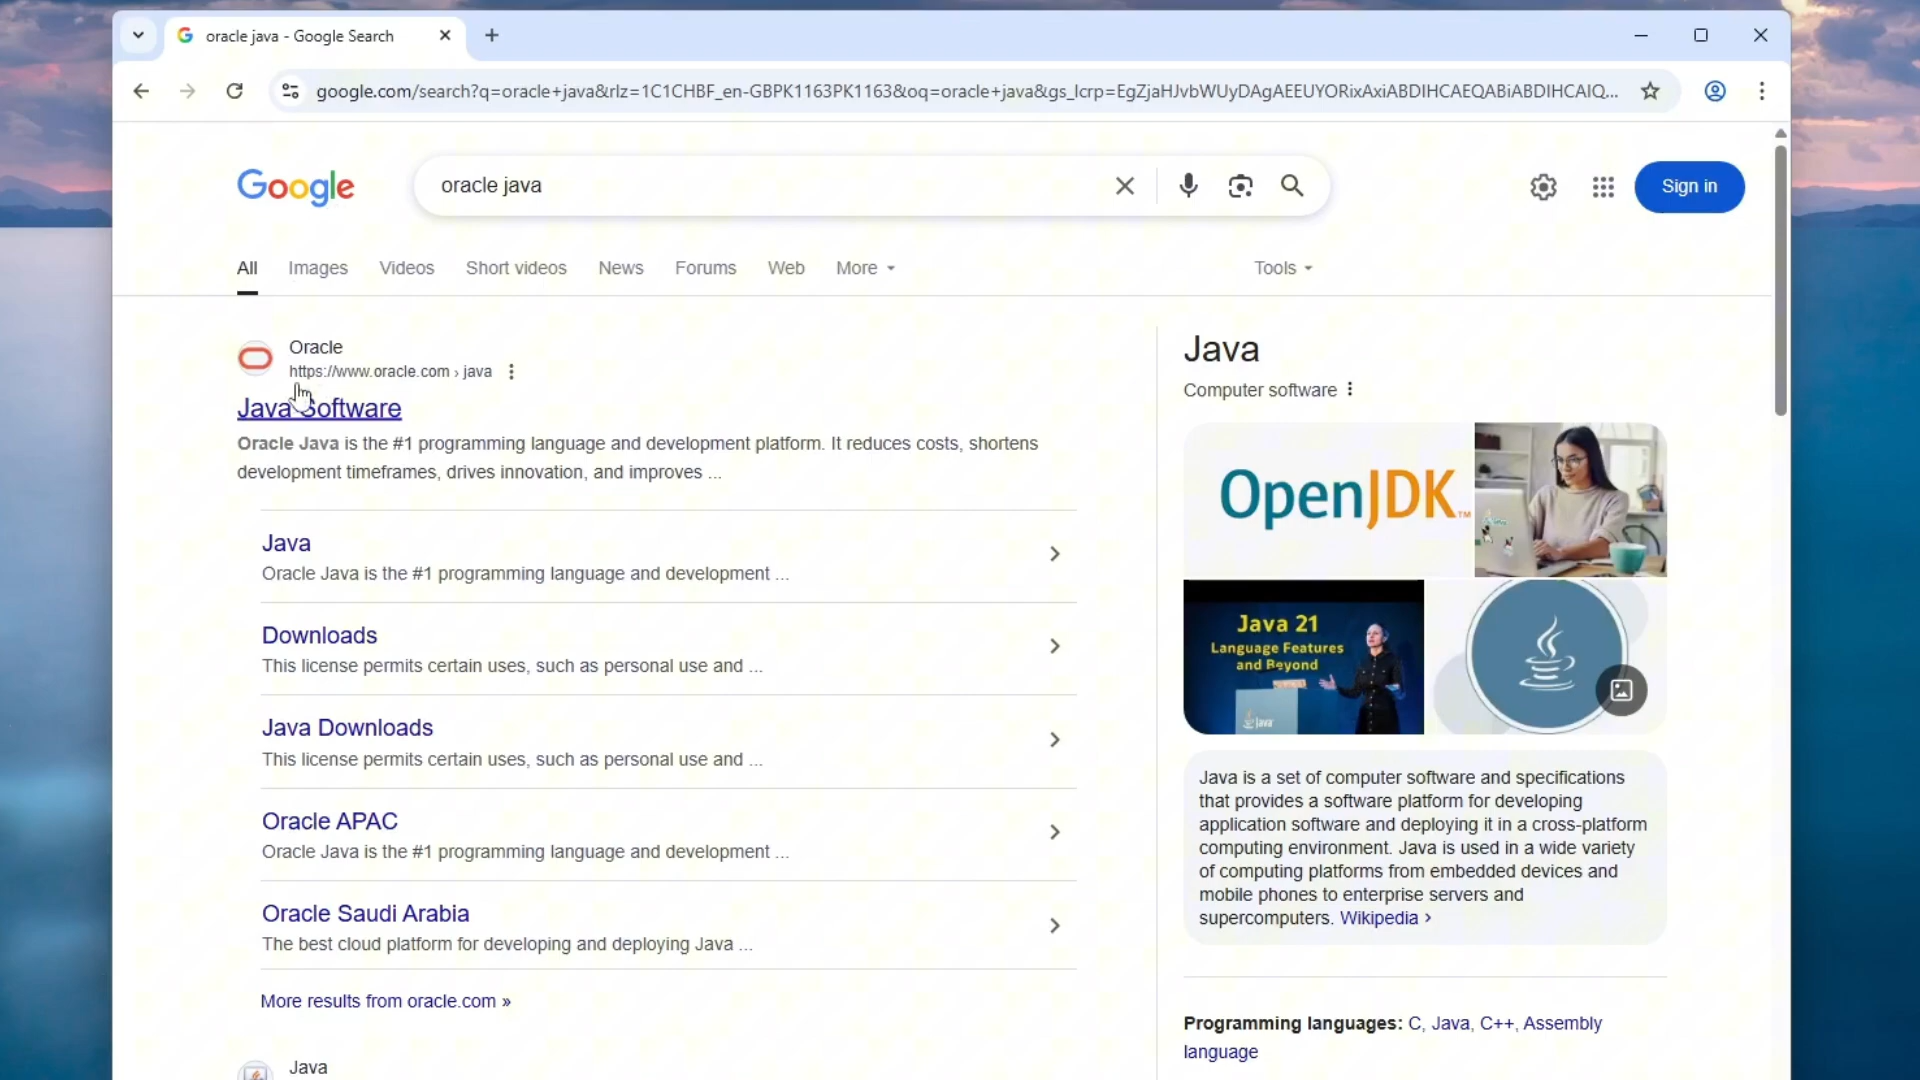 oracle java - Google Search
google.com/search?q=oracle+java&rlz=1C1CHBF_en-GBPK1163PK1163&oq=oracle+java&gs_lcrp=EgZjaHJvbWUyDAgAEEUYORixAxiABDIHCAEQABiABDIHCAIQ...
Google
oracle java
Sign in
All
Images
Videos
Short videos
News
Forums
Web
More
Tools
Oracle
https://www.oracle.com › java
Java Software
Oracle Java is the #1 programming language and development platform. It reduces costs, shortens
development timeframes, drives innovation, and improves ...
Java
Oracle Java is the #1 programming language and development ...
Downloads
This license permits certain uses, such as personal use and ...
Java Downloads
This license permits certain uses, such as personal use and ...
Oracle APAC
Oracle Java is the #1 programming language and development ...
Oracle Saudi Arabia
The best cloud platform for developing and deploying Java ...
More results from oracle.com »
Java
Java
Computer software
OpenJDK™
Java 21
Language Features
and Beyond
Java
Java is a set of computer software and specifications
that provides a software platform for developing
application software and deploying it in a cross-platform
computing environment. Java is used in a wide variety
of computing platforms from embedded devices and
mobile phones to enterprise servers and
supercomputers. Wikipedia ›
Programming languages: C, Java, C++, Assembly
language